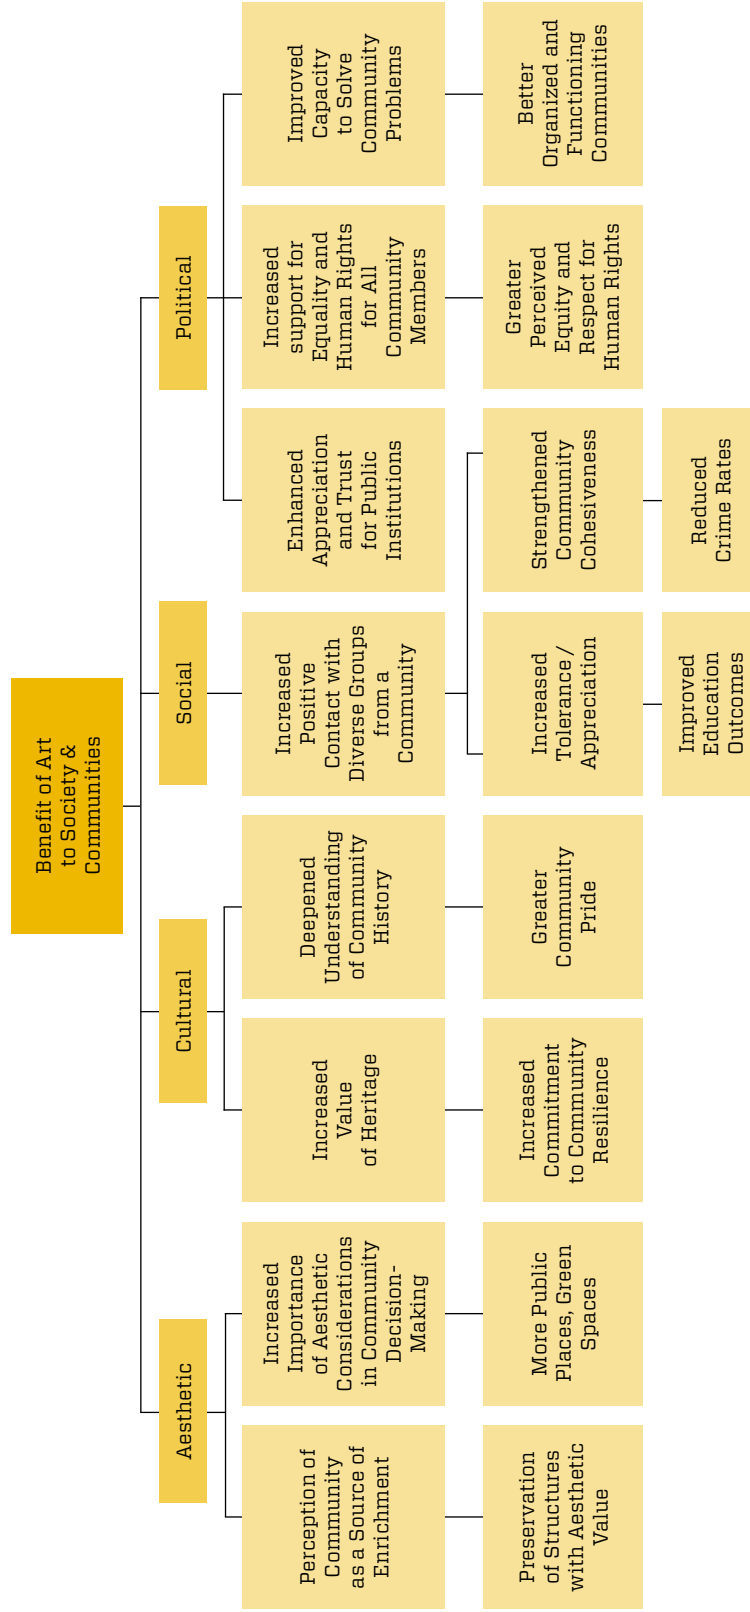 Benefit of Art
to Society &
Communities
Aesthetic
Cultural
Social
Political
Perception of
Community
as a Source of
Enrichment
Increased
Importance
of Aesthetic
Considerations
in Community
Decision-
Making
Increased
Value
of Heritage
Deepened
Understanding
of Community
History
Increased
Positive
Contact with
Diverse Groups
from a
Community
Enhanced
Appreciation
and Trust
for Public
Institutions
Increased
support for
Equality and
Human Rights
for All
Community
Members
Improved
Capacity
to Solve
Community
Problems
Preservation
of Structures
with Aesthetic
Value
More Public
Places, Green
Spaces
Increased
Commitment
to Community
Resilience
Greater
Community
Pride
Increased
Tolerance/
Appreciation
Strengthened
Community
Cohesiveness
Greater
Perceived
Equity and
Respect for
Human Rights
Better
Organized and
Functioning
Communities
Improved
Education
Outcomes
Reduced
Crime Rates